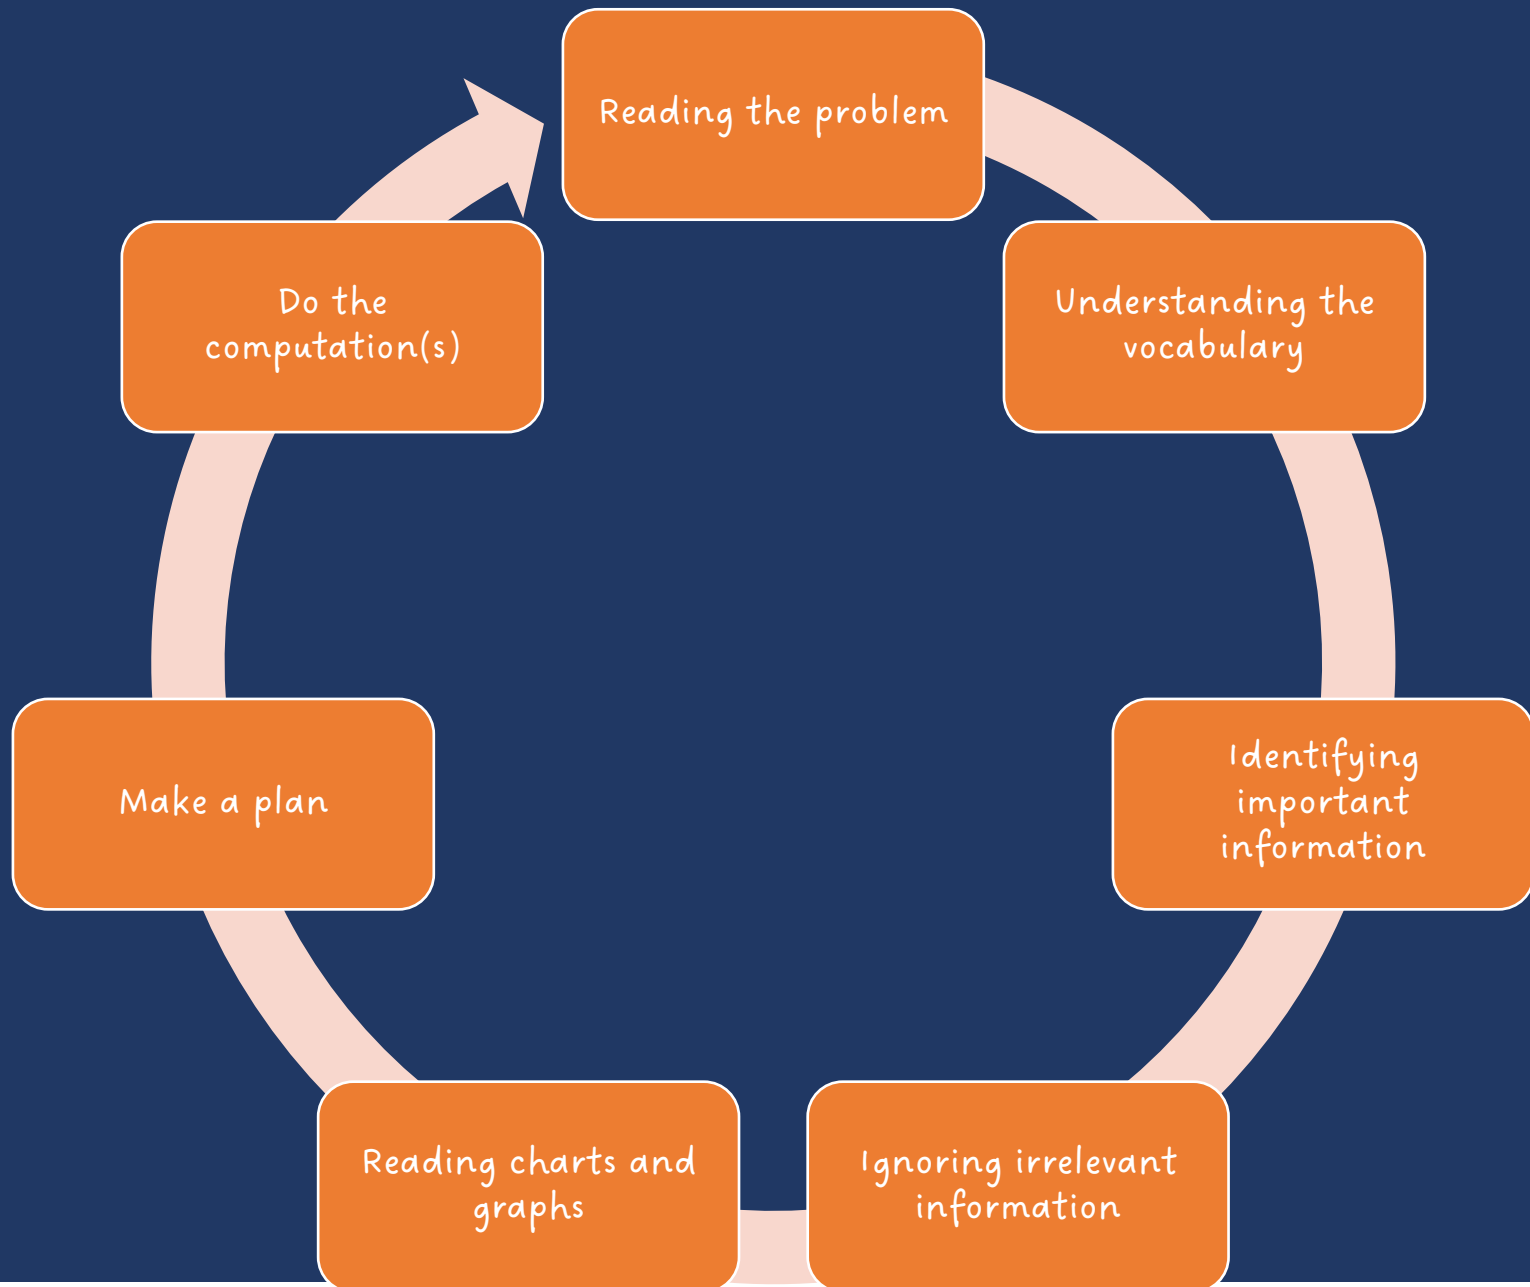 Reading the problem
Understanding the
vocabulary
Identifying
important
information
Ignoring irrelevant
information
Reading charts and
graphs
Make a plan
Do the
computation(s)